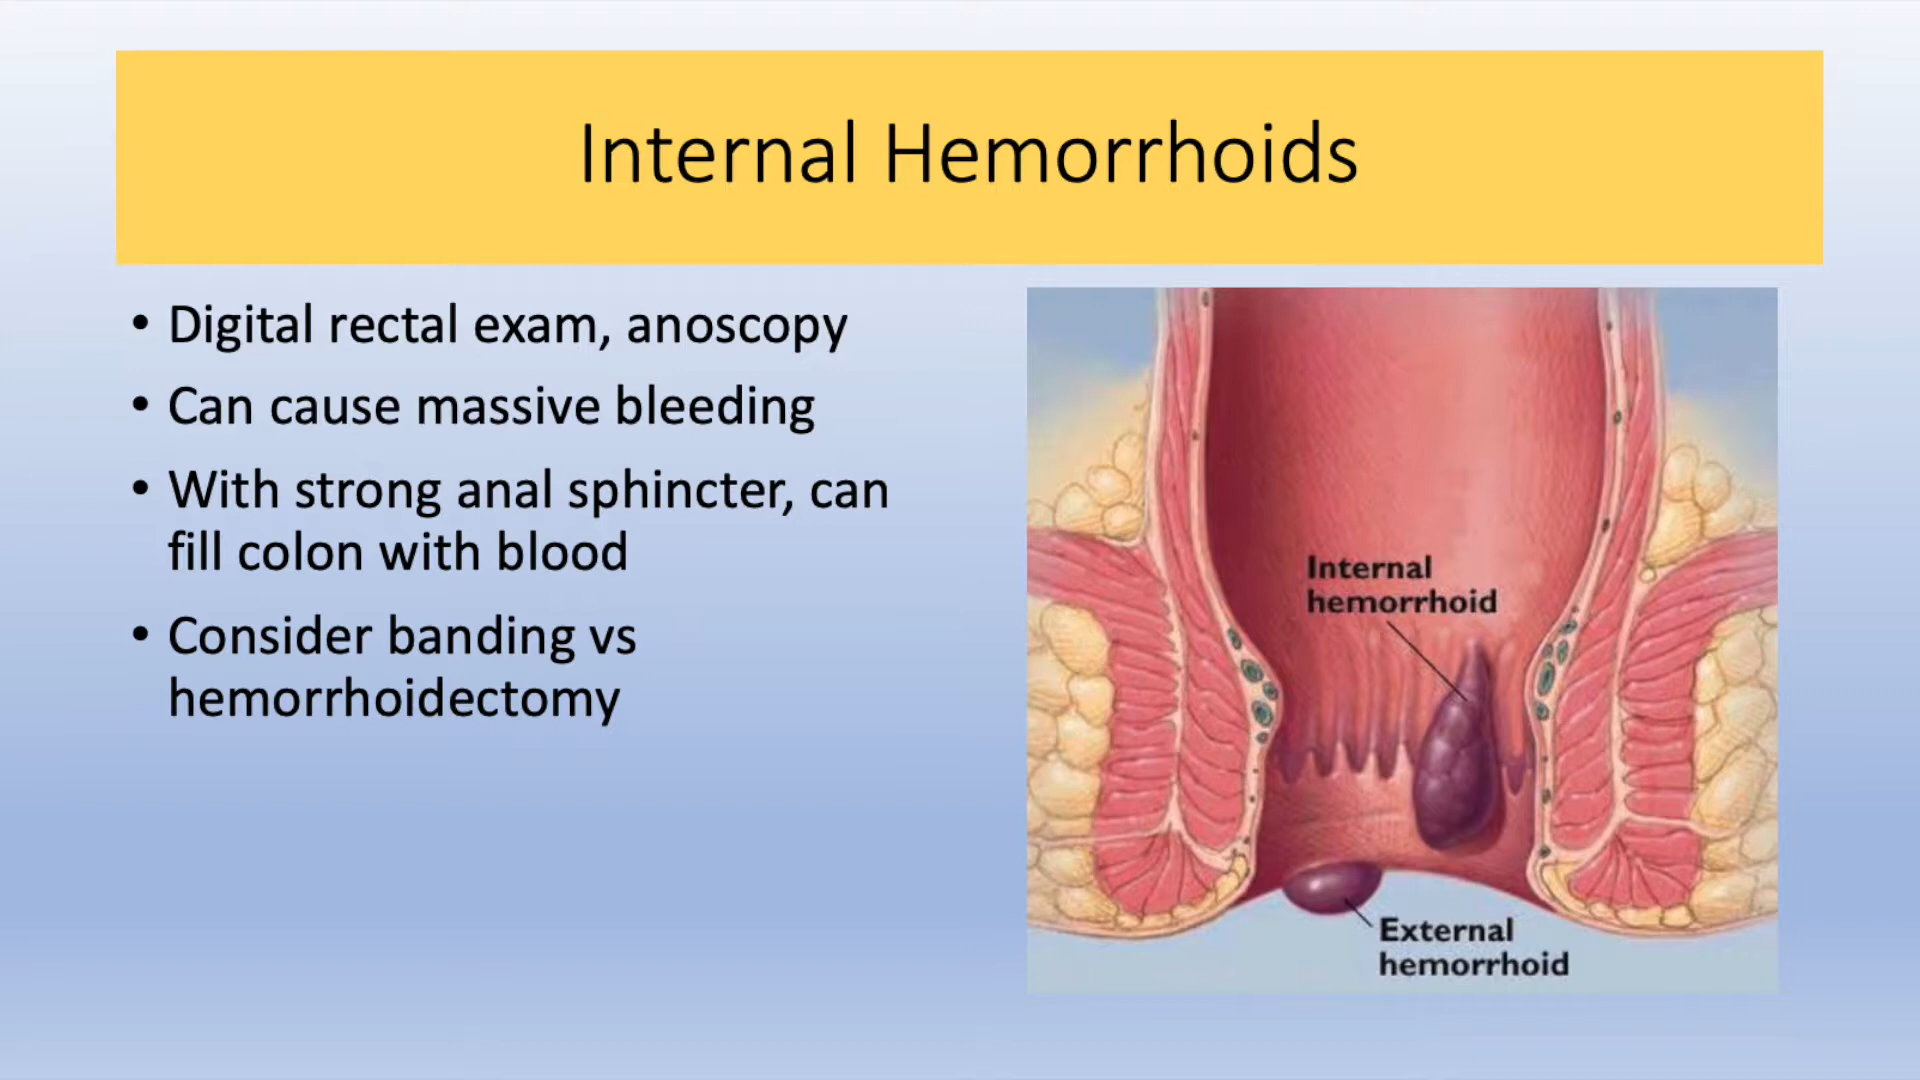 Internal Hemorrhoids
• Digital rectal exam, anoscopy
• Can cause massive bleeding
• With strong anal sphincter, can
fill colon with blood
• Consider banding vs
hemorrhoidectomy
Internal
hemorrhoid
External
hemorrhoid